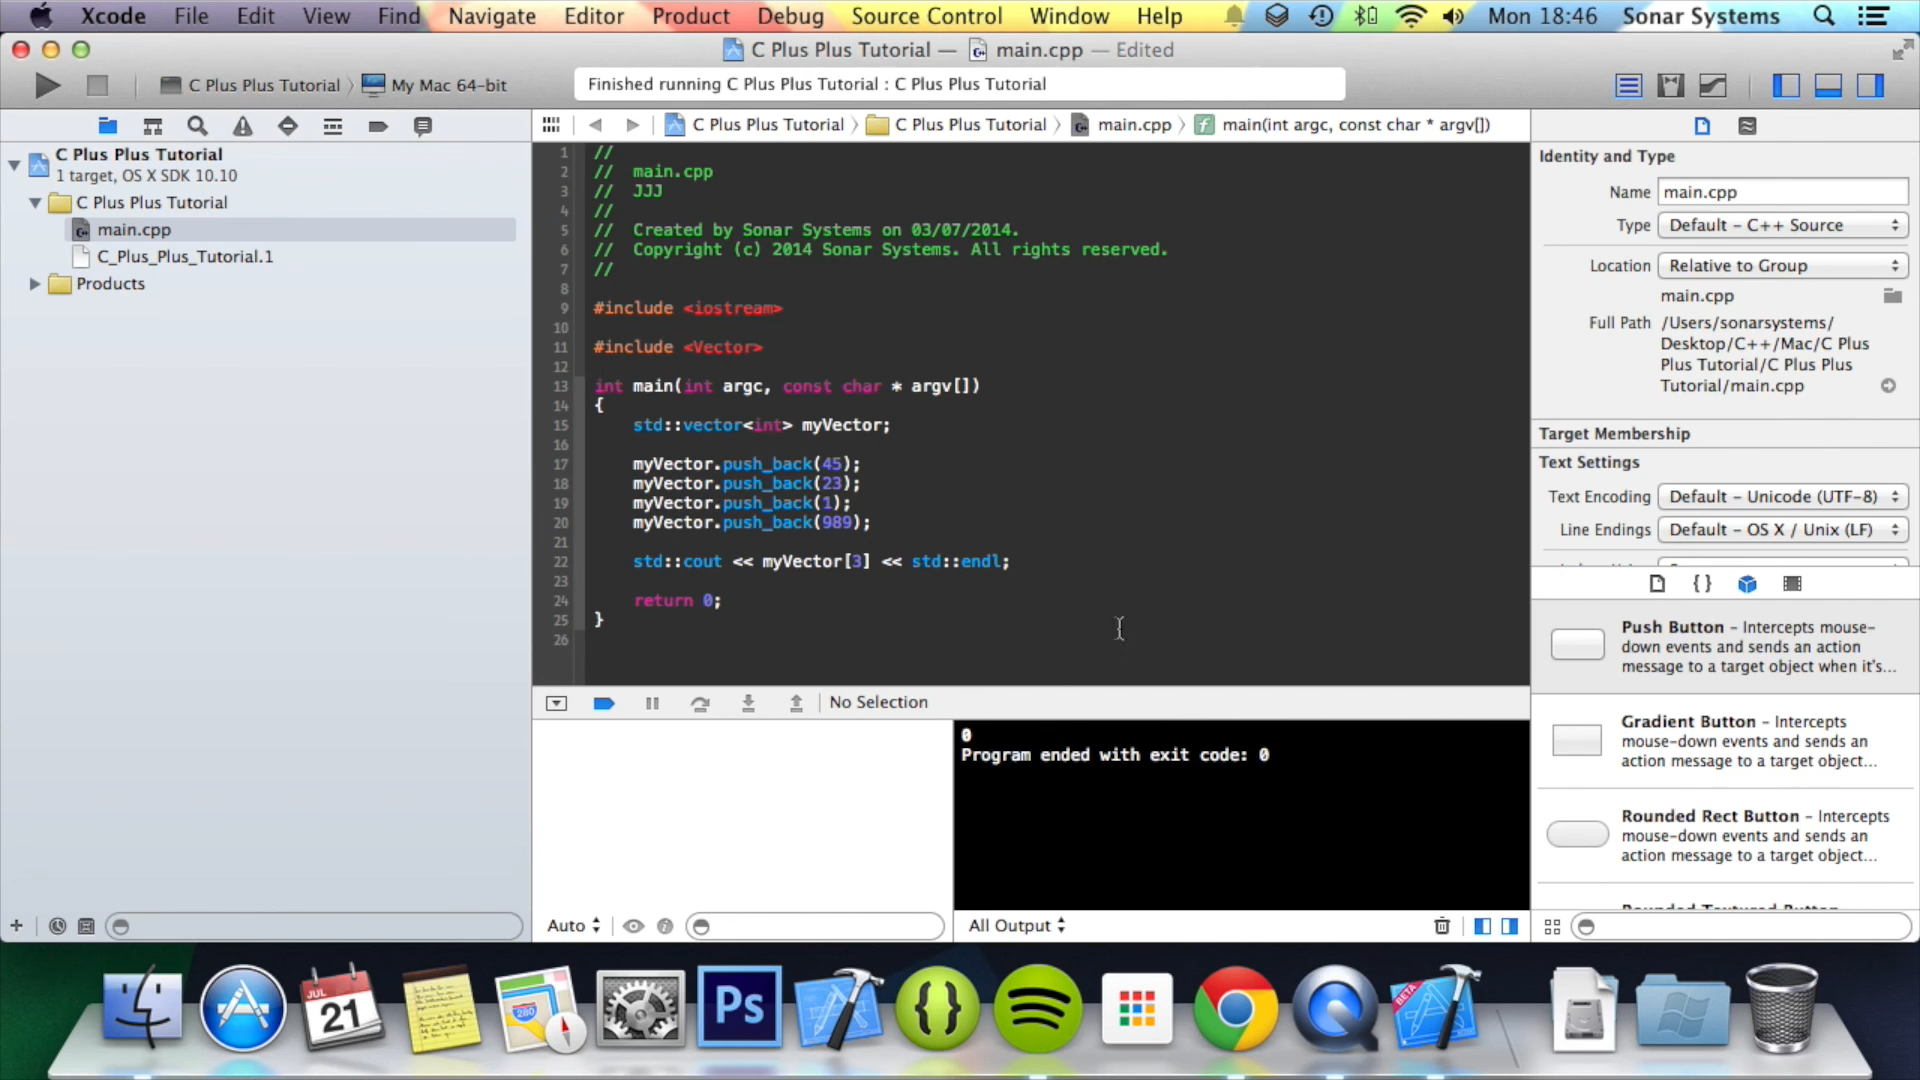 Xcode File Edit View Find Navigate Editor Product Debug Source Control Window Help Mon 18:46 Sonar Systems
C Plus Plus Tutorial — main.cpp — Edited
C Plus Plus Tutorial My Mac 64-bit
Finished running C Plus Plus Tutorial : C Plus Plus Tutorial
C Plus Plus Tutorial
1 target, OS X SDK 10.10
C Plus Plus Tutorial
main.cpp
C_Plus_Plus_Tutorial.1
Products
C Plus Plus Tutorial C Plus Plus Tutorial main.cpp main(int argc, const char * argv[])
1 //
2 // main.cpp
3 // JJJ
4 //
5 // Created by Sonar Systems on 03/07/2014.
6 // Copyright (c) 2014 Sonar Systems. All rights reserved.
7 //
8
9 #include <iostream>
10
11 #include <Vector>
12
13 int main(int argc, const char * argv[])
14 {
15 std::vector<int> myVector;
16
17 myVector.push_back(45);
18 myVector.push_back(23);
19 myVector.push_back(1);
20 myVector.push_back(989);
21
22 std::cout << myVector[3] << std::endl;
23
24 return 0;
25 }
26
No Selection
0
Program ended with exit code: 0
Auto
All Output
Identity and Type
Name main.cpp
Type Default - C++ Source
Location Relative to Group
main.cpp
Full Path /Users/sonarsystems/
Desktop/C++/Mac/C Plus
Plus Tutorial/C Plus Plus
Tutorial/main.cpp
Target Membership
Text Settings
Text Encoding Default - Unicode (UTF-8)
Line Endings Default - OS X / Unix (LF)
Push Button - Intercepts mouse-
down events and sends an action
message to a target object when it's...
Gradient Button - Intercepts
mouse-down events and sends an
action message to a target object...
Rounded Rect Button - Intercepts
mouse-down events and sends an
action message to a target object...
JUL
21
280
Ps
BETA